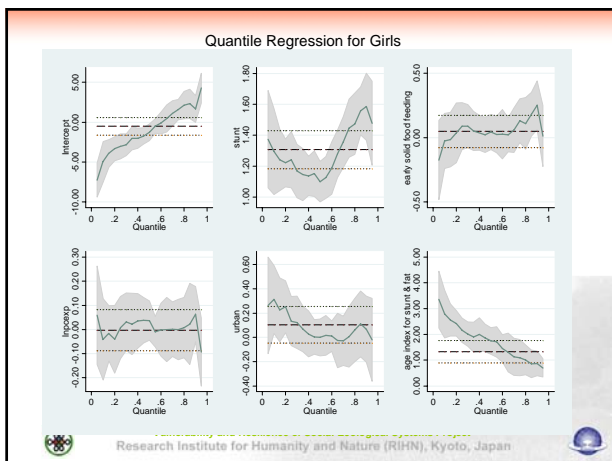 Quantile Regression for Girls
Intercept
-10.00 -5.00 0.00 5.00
0 .2 .4 .6 .8 1
Quantile
stunt
1.00 1.20 1.40 1.60 1.80
0 .2 .4 .6 .8 1
Quantile
early solid food feeding
-0.50 0.00 0.50
0 .2 .4 .6 .8 1
Quantile
lnpoexp
-0.20 -0.10 0.00 0.10 0.20 0.30
0 .2 .4 .6 .8 1
Quantile
urban
-0.40 -0.20 0.00 0.20 0.40 0.60
0 .2 .4 .6 .8 1
Quantile
age index for stunt & fat
0.00 1.00 2.00 3.00 4.00 5.00
0 .2 .4 .6 .8 1
Quantile
Research Institute for Humanity and Nature (RIHN), Kyoto, Japan